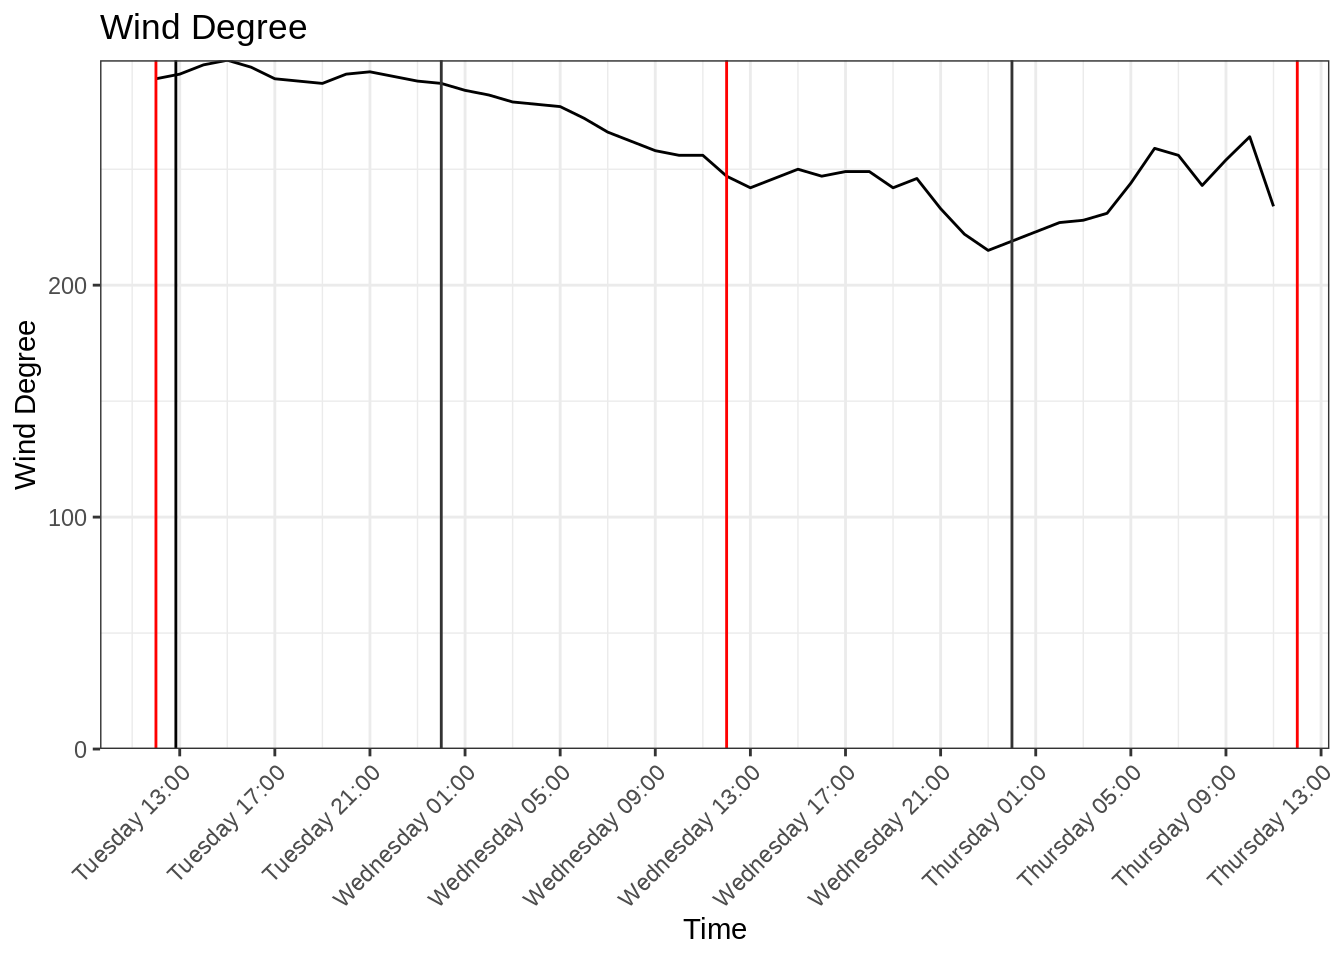 Wind Degree
Wind Degree
200
100
0
Tuesday 13:00
Tuesday 17:00
Tuesday 21:00
Wednesday 01:00
Wednesday 05:00
Wednesday 09:00
Wednesday 13:00
Wednesday 17:00
Wednesday 21:00
Thursday 01:00
Thursday 05:00
Thursday 09:00
Thursday 13:00
Time